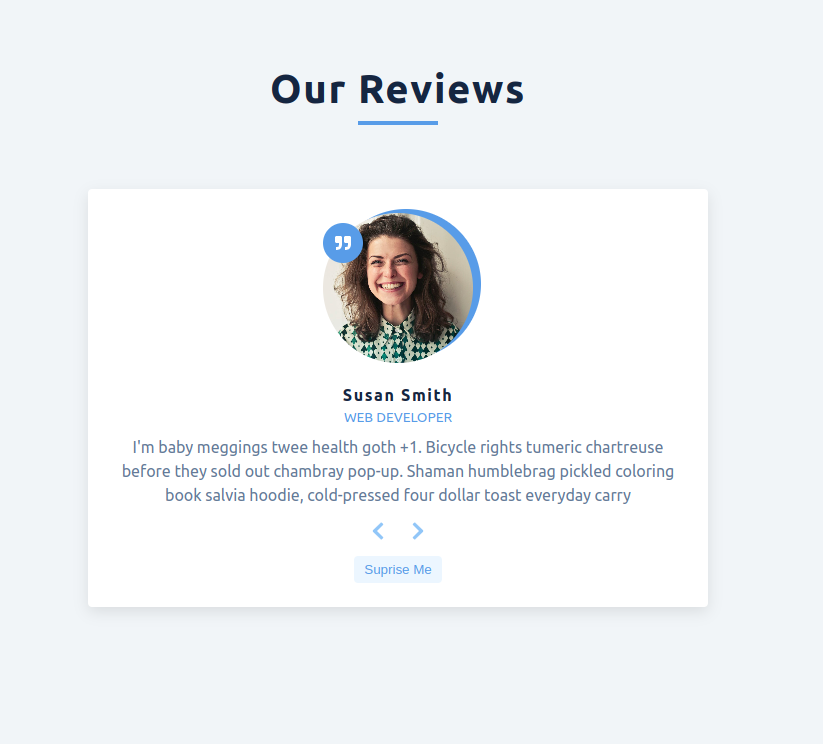 Our Reviews
Susan Smith
WEB DEVELOPER
I'm baby meggings twee health goth +1. Bicycle rights tumeric chartreuse
before they sold out chambray pop-up. Shaman humblebrag pickled coloring
book salvia hoodie, cold-pressed four dollar toast everyday carry
Suprise Me